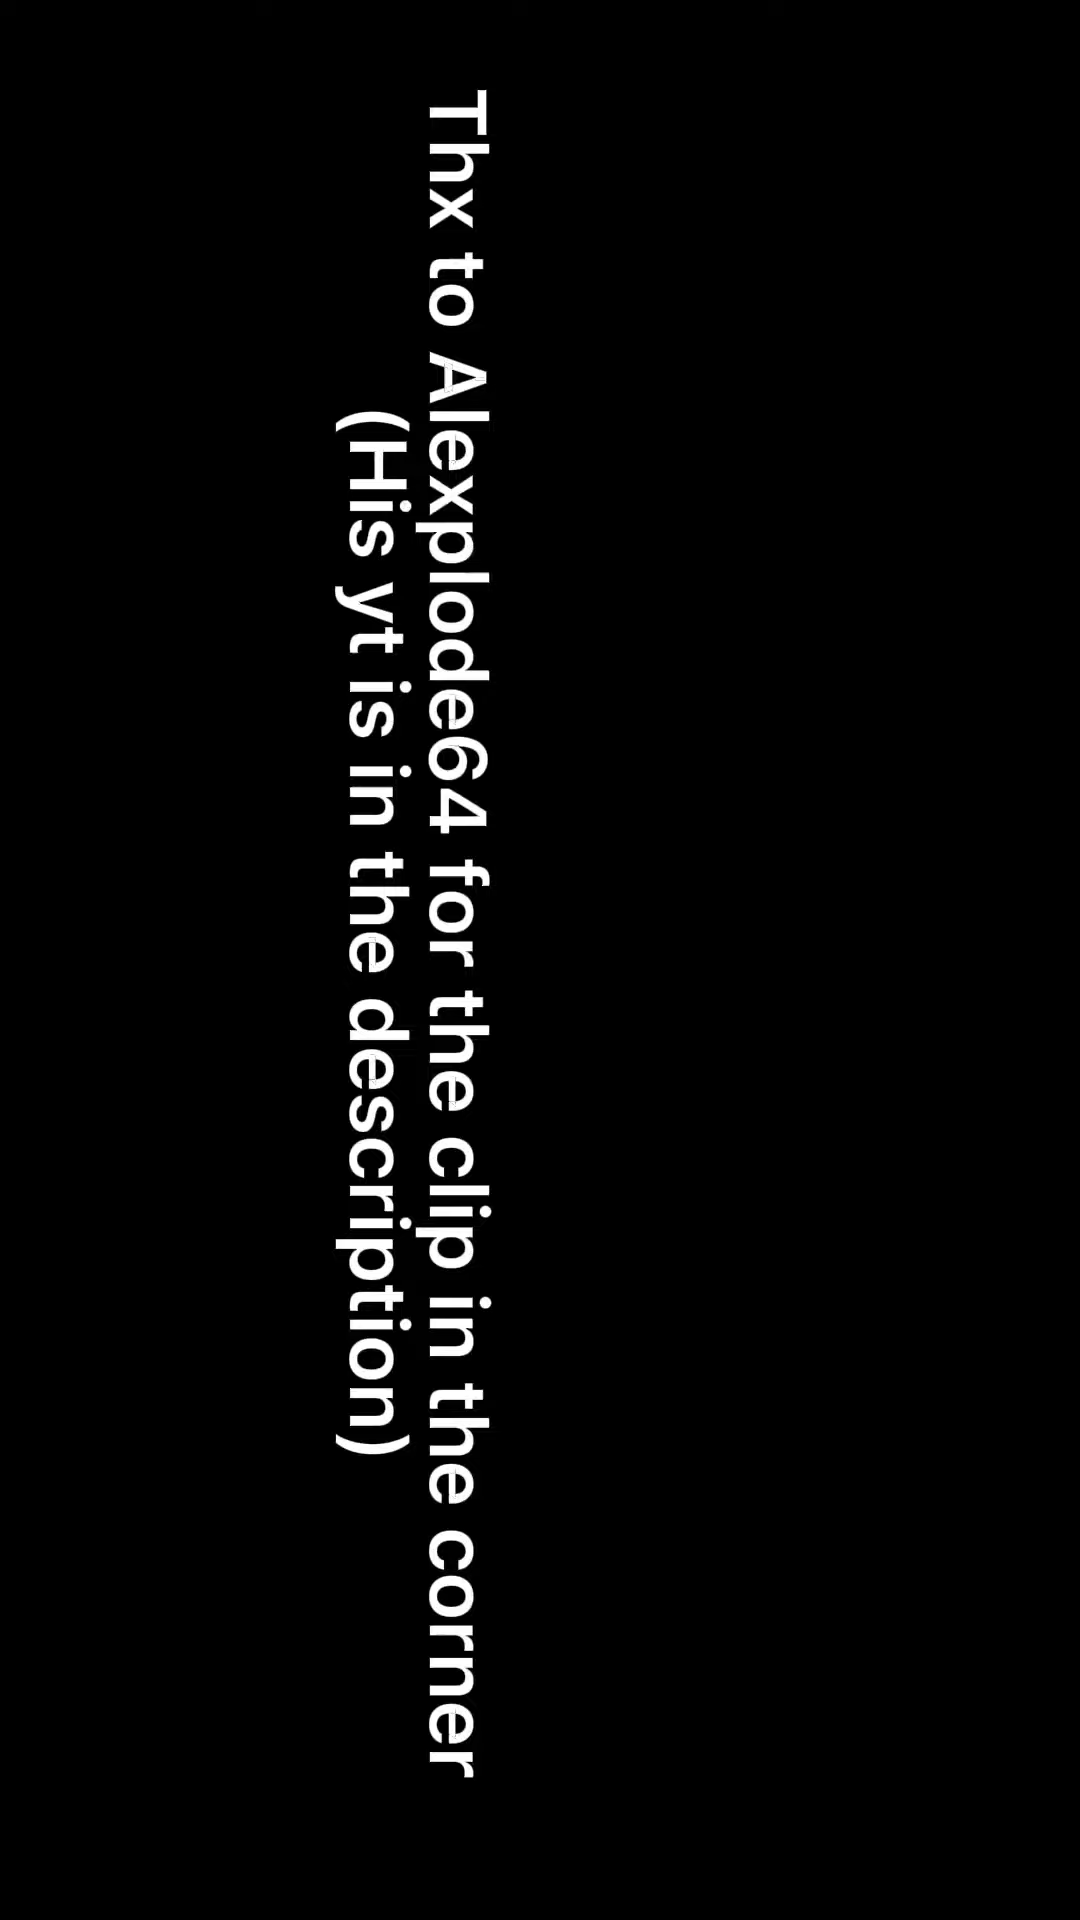 Thx to Alexplode64 for the clip in the corner
(His yt is in the description)